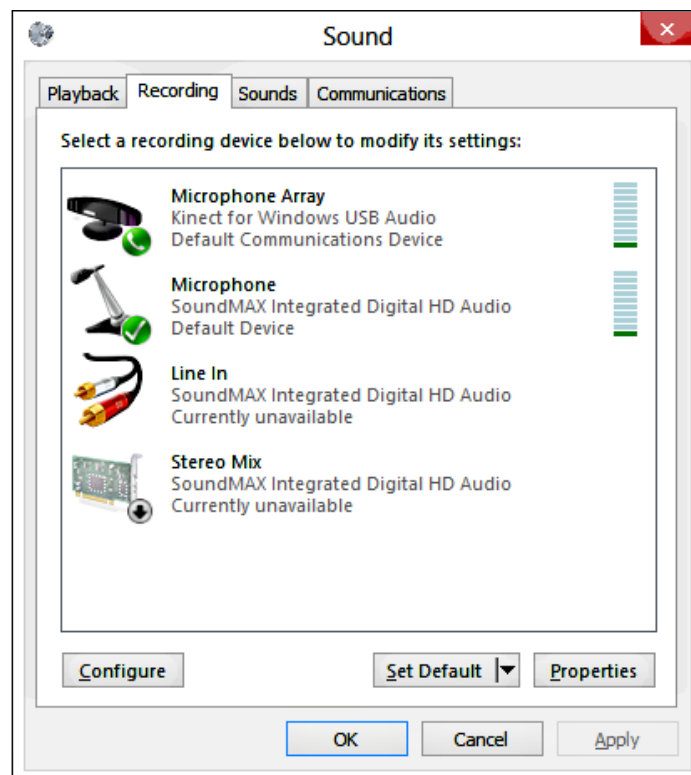 Sound
Playback
Recording
Sounds
Communications
Select a recording device below to modify its settings:
Microphone Array
Kinect for Windows USB Audio
Default Communications Device
Microphone
SoundMAX Integrated Digital HD Audio
Default Device
Line In
SoundMAX Integrated Digital HD Audio
Currently unavailable
Stereo Mix
SoundMAX Integrated Digital HD Audio
Currently unavailable
Configure
Set Default
Properties
OK
Cancel
Apply